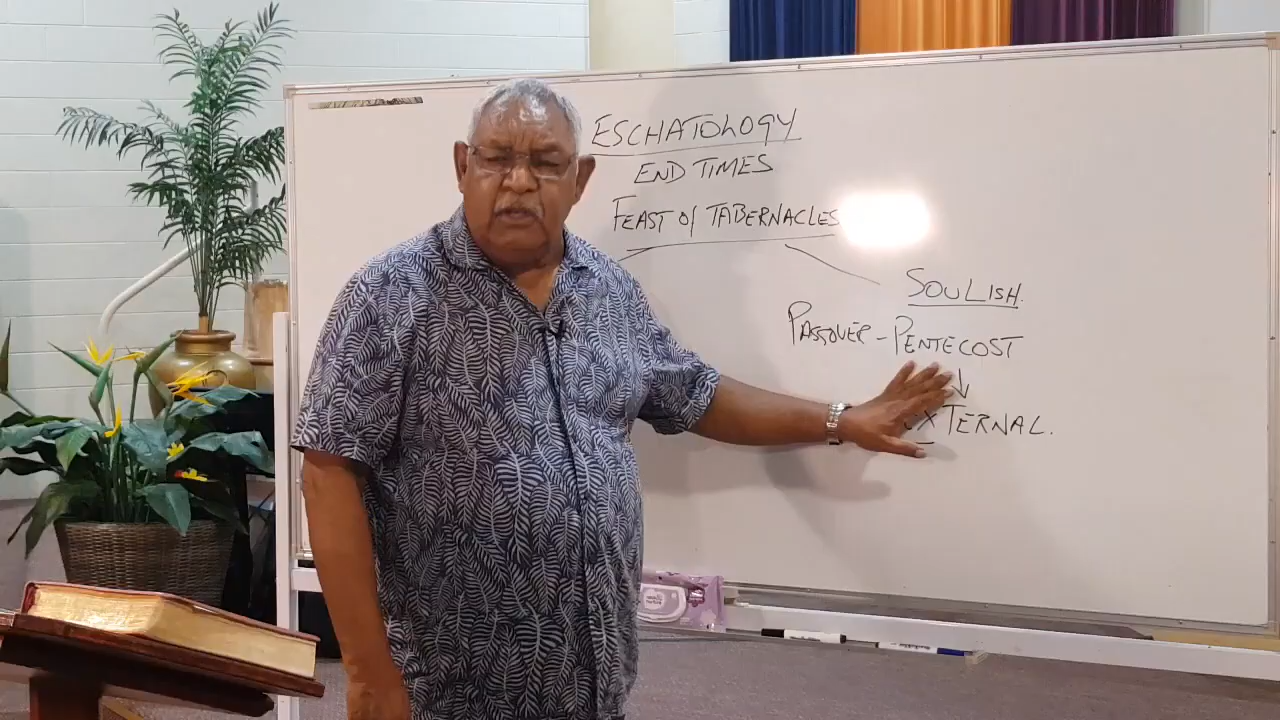 ESCHATOLOGY
END TIMES
FEAST Of TABERNACLES
SOULISH.
PASSOVER - PENTECOST
XTERNAL.